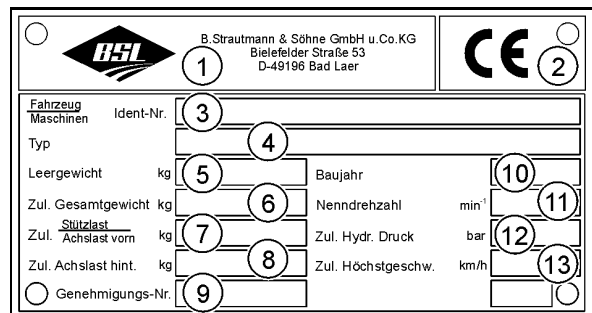 BSL
B.Strautmann & Söhne GmbH u.Co.KG
Bielefelder Straße 53
D-49196 Bad Laer
1
CE
2
Fahrzeug
Maschinen
Ident-Nr.
3
Typ
4
Leergewicht kg
5
Baujahr
10
Zul. Gesamtgewicht kg
6
Nenndrehzahl min-1
11
Zul. Stützlast
Achslast vorn kg
7
Zul. Hydr. Druck bar
12
Zul. Achslast hint. kg
8
Zul. Höchstgeschw. km/h
13
Genehmigungs-Nr.
9